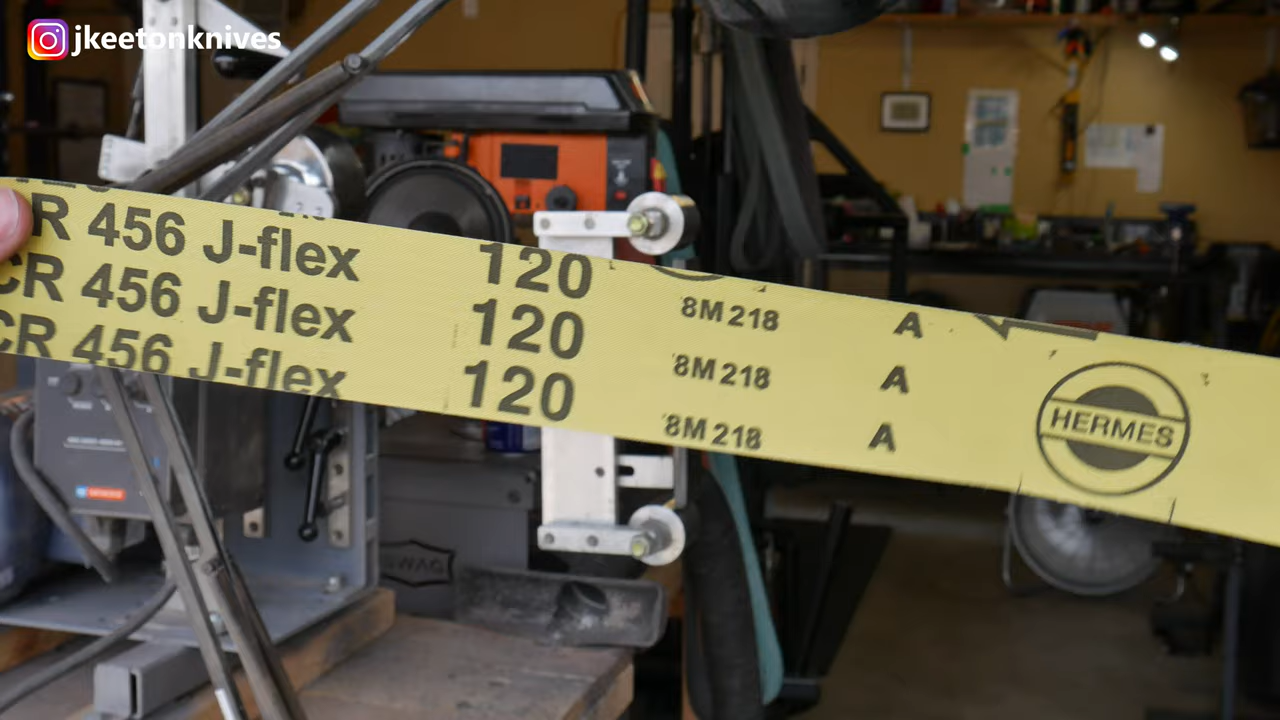 jkeetonknives
CR 456 J-flex 120 8M 218 A
CR 456 J-flex 120 8M 218 A
CR 456 J-flex 120 8M 218 A
HERMES
SWAG